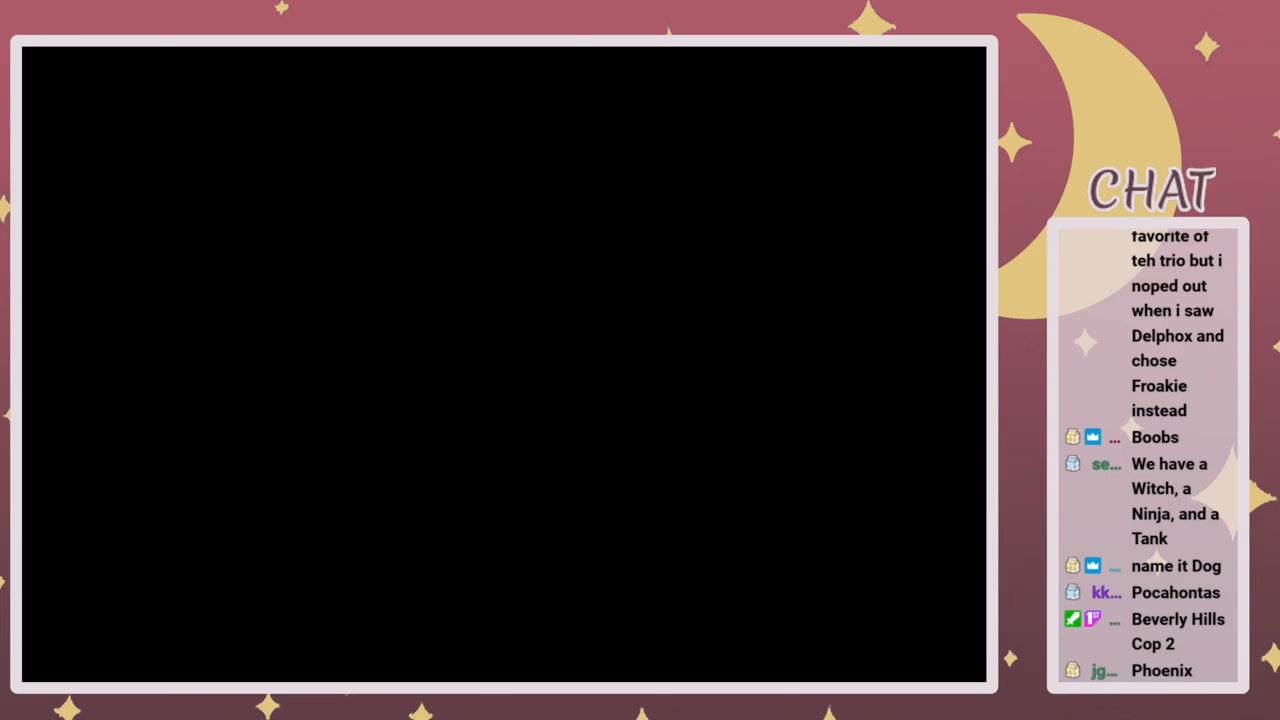 CHAT
favorite of
teh trio but i
noped out
when i saw
Delphox and
chose
Froakie
instead
... Boobs
se... We have a
Witch, a
Ninja, and a
Tank
... name it Dog
kk... Pocahontas
... Beverly Hills
Cop 2
jg... Phoenix